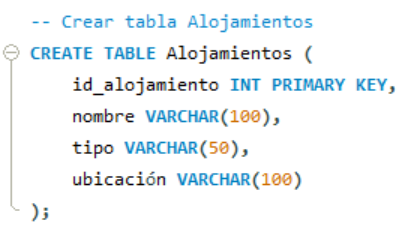 -- Crear tabla Alojamientos
CREATE TABLE Alojamientos (
id_alojamiento INT PRIMARY KEY,
nombre VARCHAR(100),
tipo VARCHAR(50),
ubicación VARCHAR(100)
);